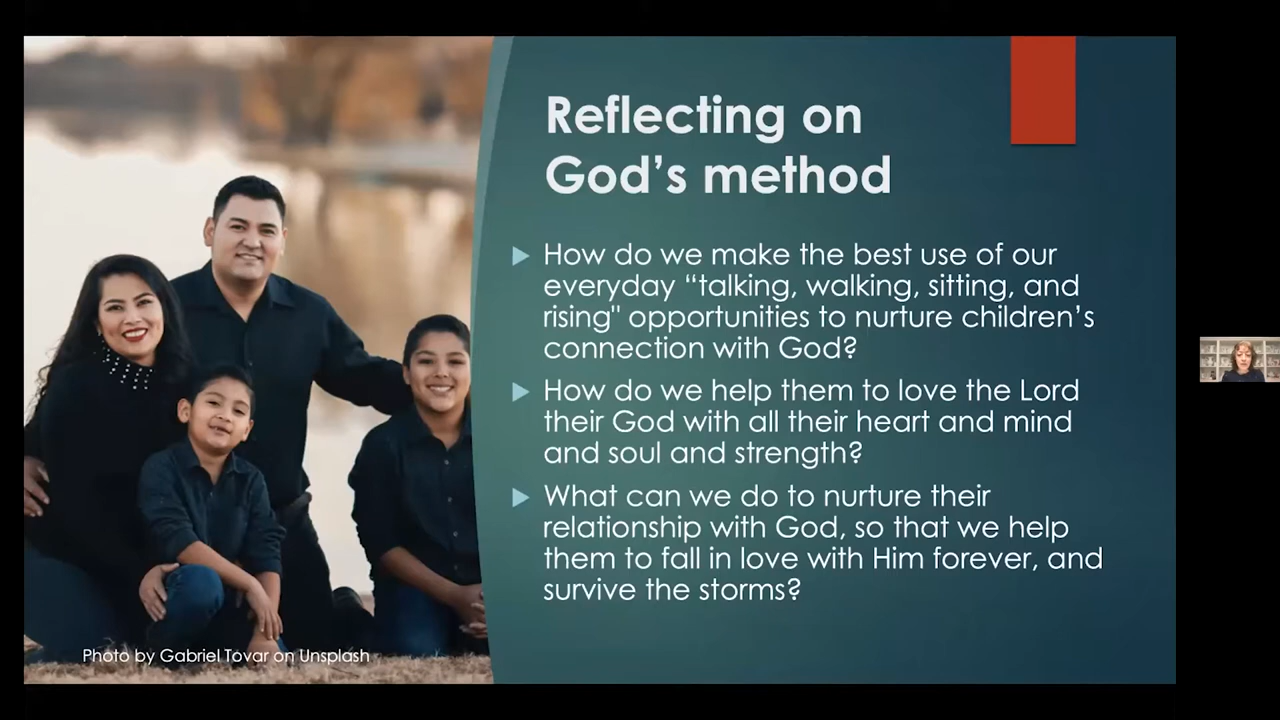 Reflecting on
God’s method
How do we make the best use of our
everyday “talking, walking, sitting, and
rising" opportunities to nurture children’s
connection with God?
How do we help them to love the Lord
their God with all their heart and mind
and soul and strength?
What can we do to nurture their
relationship with God, so that we help
them to fall in love with Him forever, and
survive the storms?
Photo by Gabriel Tovar on Unsplash